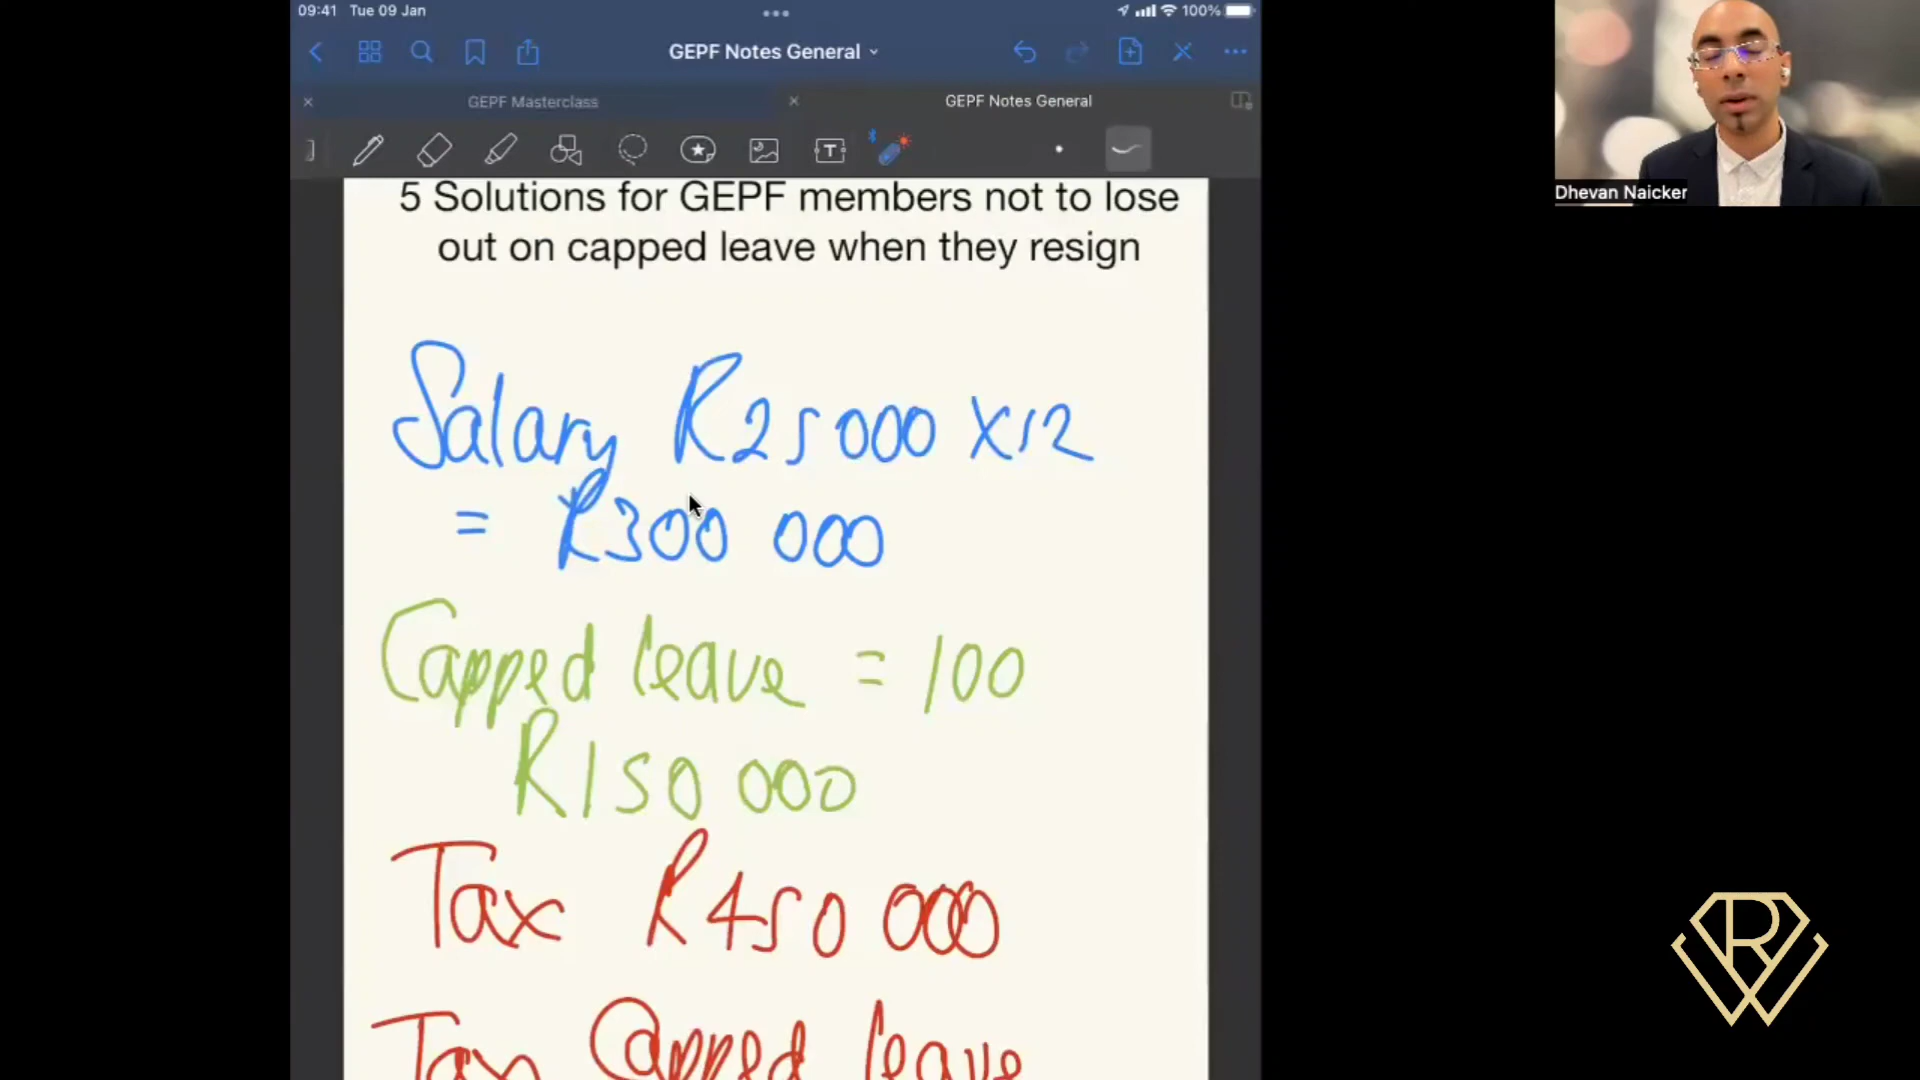 09:41 Tue 09 Jan
100%
GEPF Notes General
GEPF Masterclass
GEPF Notes General
5 Solutions for GEPF members not to lose
out on capped leave when they resign
Salary R25000 X12
= R300 000
Capped leave = 100
R150 000
Tax R450 000
Tax Capped leave
Dhevan Naicker